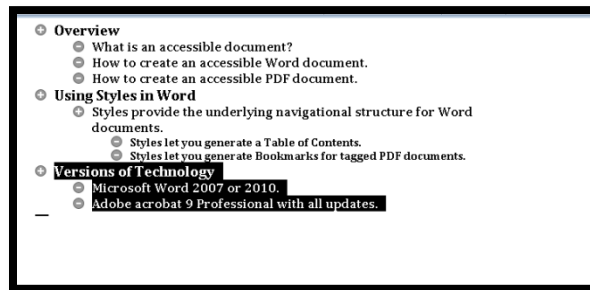 Overview
What is an accessible document?
How to create an accessible Word document.
How to create an accessible PDF document.
Using Styles in Word
Styles provide the underlying navigational structure for Word
documents.
Styles let you generate a Table of Contents.
Styles let you generate Bookmarks for tagged PDF documents.
Versions of Technology
Microsoft Word 2007 or 2010.
Adobe acrobat 9 Professional with all updates.